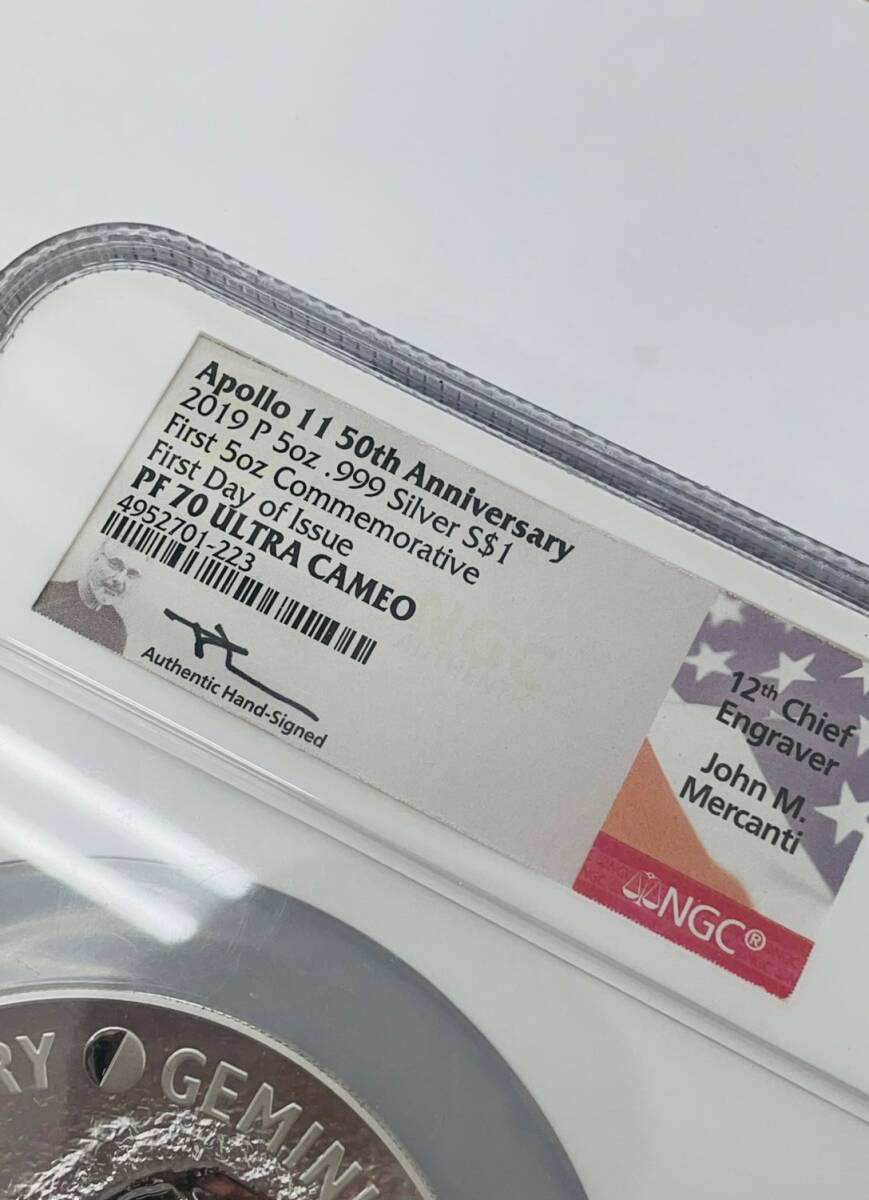 Apollo 11 50th Anniversary
2019 P 5oz .999 Silver S$1
First 5oz Commemorative
First Day of Issue
PF 70 ULTRA CAMEO
4952701-223
Authentic Hand-Signed
12th Chief
Engraver
John M.
Mercanti
NGC®
NGC
RY GEMINI